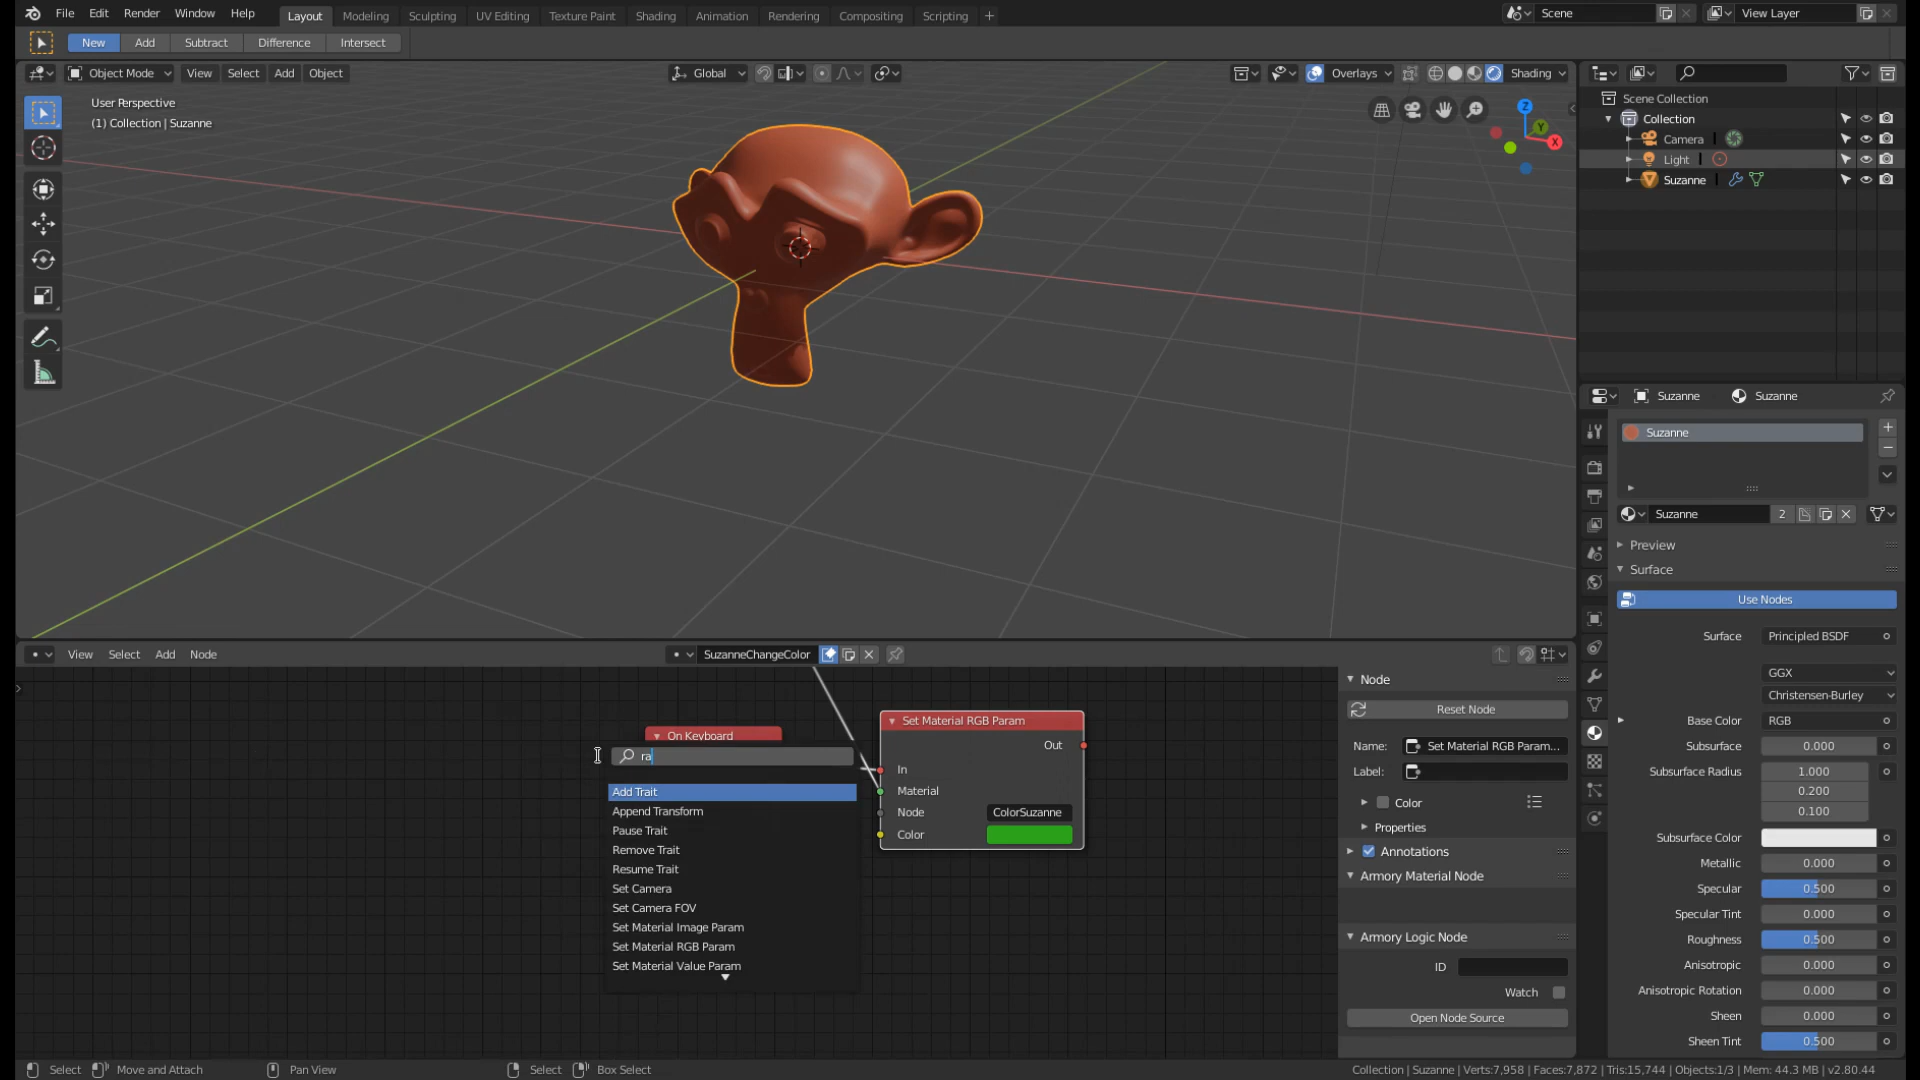 File Edit Render Window Help Layout Modeling Sculpting UV Editing Texture Paint Shading Animation Rendering Compositing Scripting + Scene View Layer
New Add Subtract Difference Intersect
Object Mode View Select Add Object Global Overlays Shading
User Perspective
(1) Collection | Suzanne
Z
Y
X
Scene Collection
Collection
Camera
Light
Suzanne
Suzanne Suzanne
Suzanne
Suzanne 2
Preview
Surface
Use Nodes
Surface Principled BSDF
GGX
Christensen-Burley
Base Color RGB
Subsurface 0.000
Subsurface Radius 1.000
0.200
0.100
Subsurface Color
Metallic 0.000
Specular 0.500
Specular Tint 0.000
Roughness 0.500
Anisotropic 0.000
Anisotropic Rotation 0.000
Sheen 0.000
Sheen Tint 0.500
View Select Add Node SuzanneChangeColor
On Keyboard
ra
Add Trait
Append Transform
Pause Trait
Remove Trait
Resume Trait
Set Camera
Set Camera FOV
Set Material Image Param
Set Material RGB Param
Set Material Value Param
Set Material RGB Param
Out
In
Material
Node ColorSuzanne
Color
Node
Reset Node
Name: Set Material RGB Param...
Label:
Color
Properties
Annotations
Armory Material Node
Armory Logic Node
ID
Watch
Open Node Source
Select Move and Attach Pan View Select Box Select Collection | Suzanne | Verts:7,958 | Faces:7,872 | Tris:15,744 | Objects:1/3 | Mem: 44.3 MB | v2.80.44